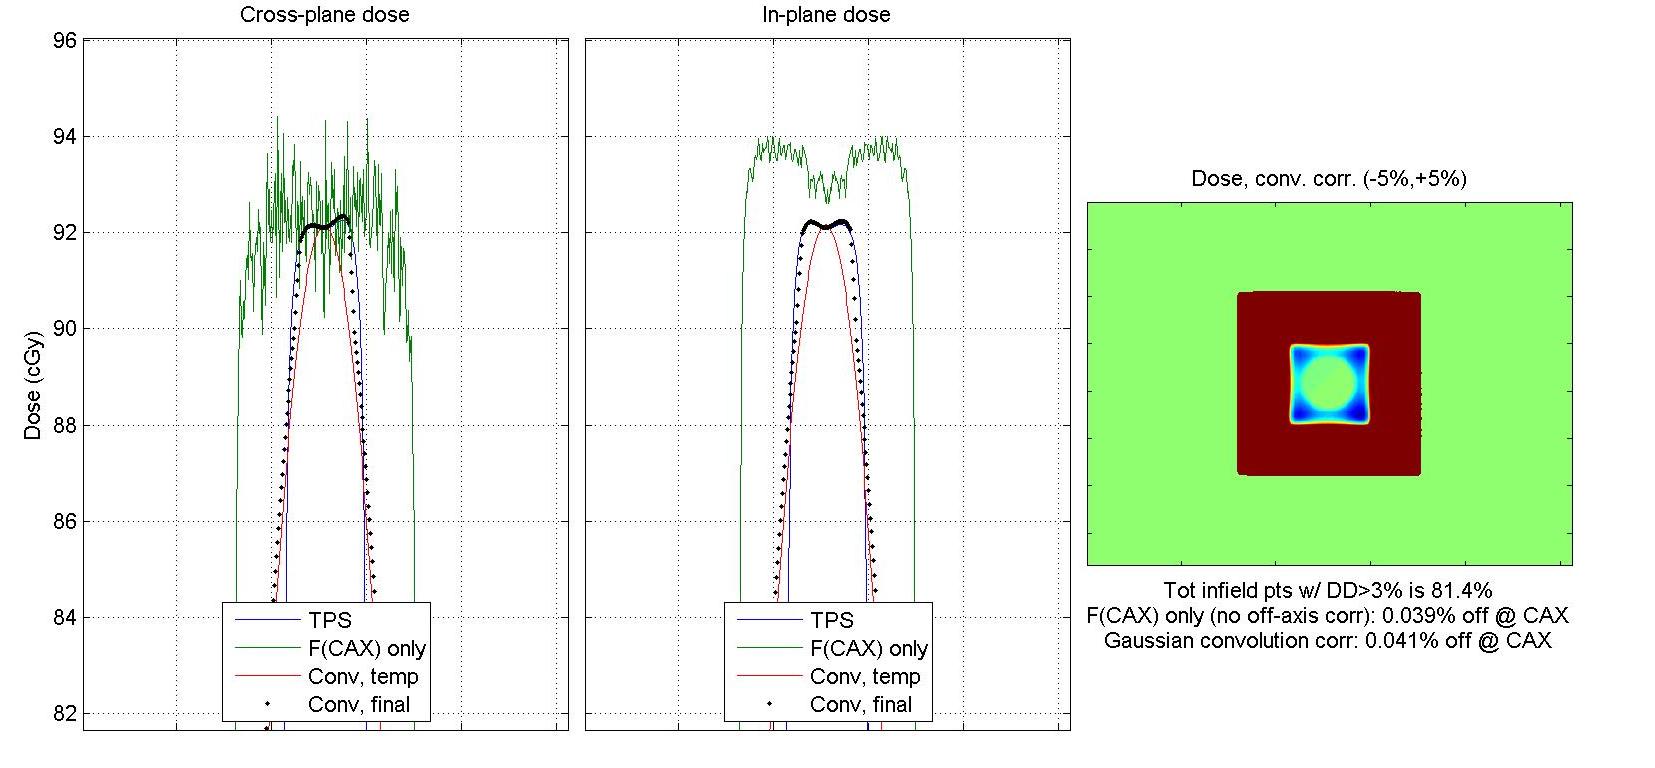 Cross-plane dose
In-plane dose
96
94
92
90
88
86
84
82
Dose (cGy)
TPS
F(CAX) only
Conv, temp
Conv, final
TPS
F(CAX) only
Conv, temp
Conv, final
Dose, conv. corr. (-5%,+5%)
Tot infield pts w/ DD>3% is 81.4%
F(CAX) only (no off-axis corr): 0.039% off @ CAX
Gaussian convolution corr: 0.041% off @ CAX